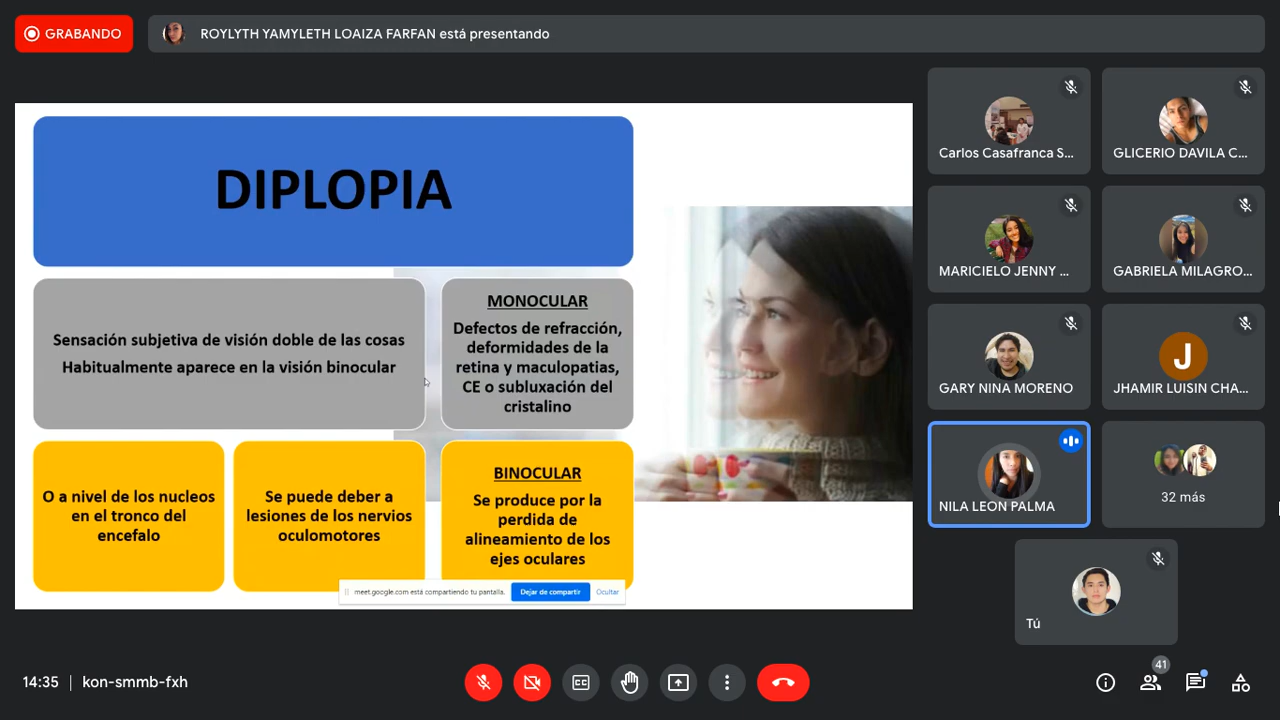 GRABANDO
ROYLYTH YAMYLETH LOAIZA FARFAN está presentando
DIPLOPIA
Sensación subjetiva de visión doble de las cosas
Habitualmente aparece en la visión binocular
MONOCULAR
Defectos de refracción,
deformidades de la
retina y maculopatias,
CE o subluxación del
cristalino
O a nivel de los nucleos
en el tronco del
encefalo
Se puede deber a
lesiones de los nervios
oculomotores
BINOCULAR
Se produce por la
perdida de
alineamiento de los
ejes oculares
meet.google.com está compartiendo tu pantalla.
Dejar de compartir
Ocultar
Carlos Casafranca S...
GLICERIO DAVILA C...
MARICIELO JENNY ...
GABRIELA MILAGRO...
GARY NINA MORENO
J
JHAMIR LUISIN CHA...
NILA LEON PALMA
32 más
Tú
14:35 | kon-smmb-fxh
CC
41